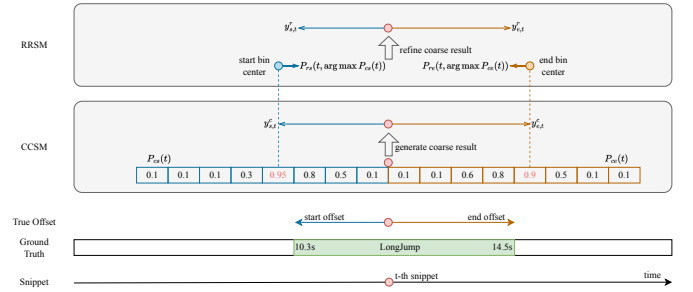 RRSM
y^r_{s,t}
y^r_{e,t}
refine coarse result
start bin center
P_{rs}(t, arg max P_{cs}(t))
P_{re}(t, arg max P_{ce}(t))
end bin center
CCSM
y^c_{s,t}
y^c_{e,t}
generate coarse result
P_{cs}(t)
P_{ce}(t)
0.1 0.1 0.1 0.3 0.95 0.8 0.5 0.1 0.1 0.1 0.6 0.8 0.9 0.5 0.1 0.1
True Offset
start offset
end offset
Ground Truth
10.3s
LongJump
14.5s
Snippet
t-th snippet
time